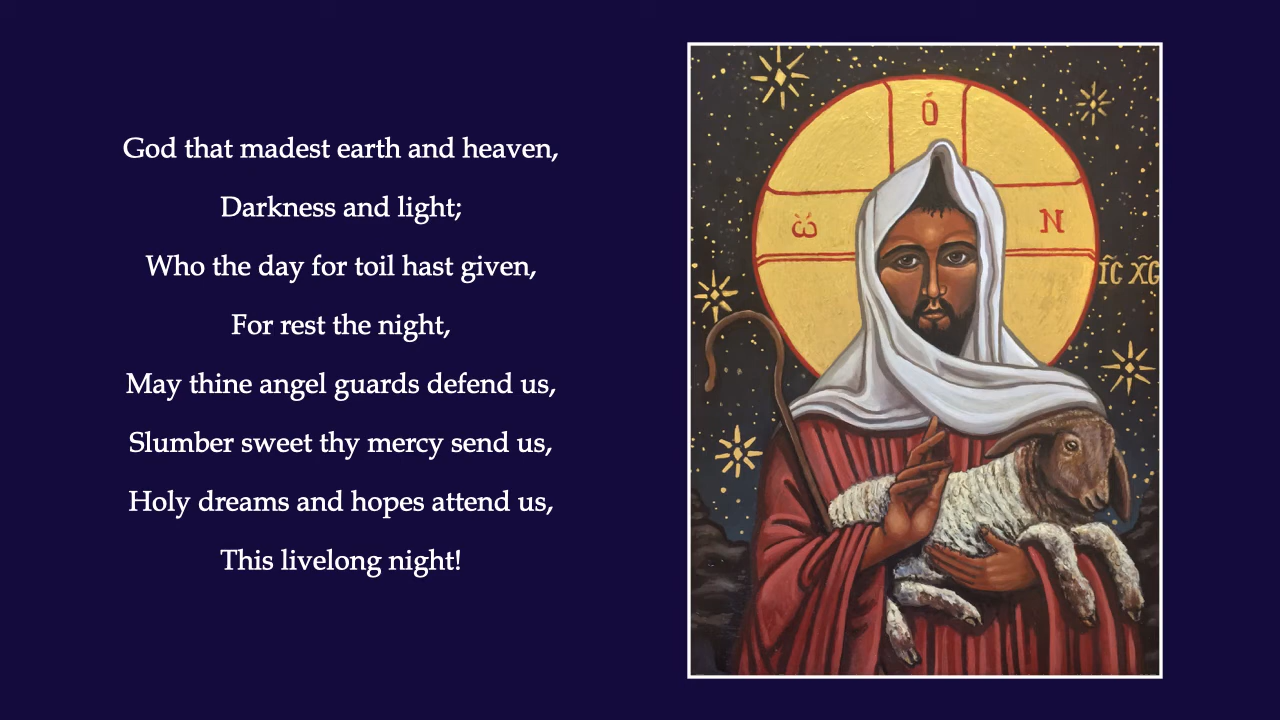 God that madest earth and heaven,
Darkness and light;
Who the day for toil hast given,
For rest the night,
May thine angel guards defend us,
Slumber sweet thy mercy send us,
Holy dreams and hopes attend us,
This livelong night!
ὁ
ὢ Ν
ῙC X̃C